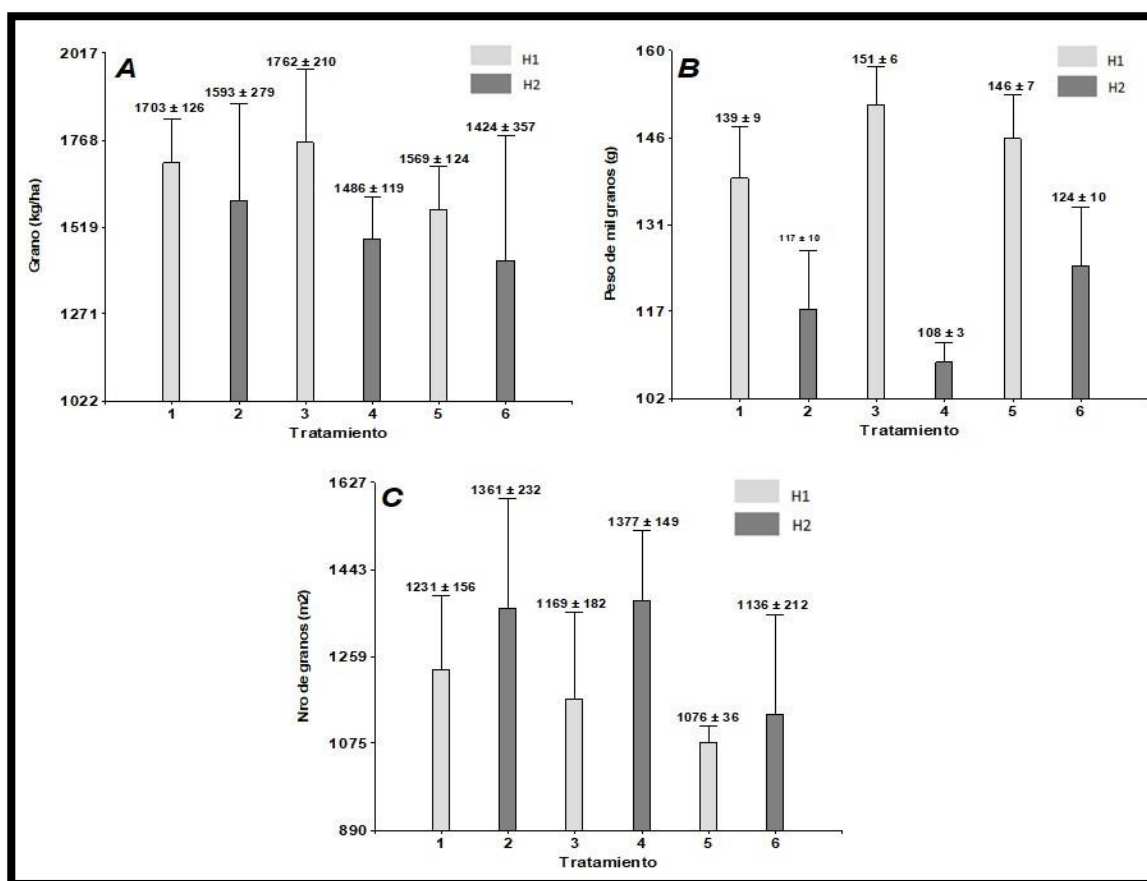 A
H1
H2
Grano (kg/ha)
2017
1768
1519
1271
1022
1703 ± 126
1593 ± 279
1762 ± 210
1486 ± 119
1569 ± 124
1424 ± 357
1 2 3 4 5 6
Tratamiento
B
H1
H2
Peso de mil granos (g)
160
146
131
117
102
139 ± 9
117 ± 10
151 ± 6
108 ± 3
146 ± 7
124 ± 10
1 2 3 4 5 6
Tratamiento
C
H1
H2
Nro de granos (m2)
1627
1443
1259
1075
890
1231 ± 156
1361 ± 232
1169 ± 182
1377 ± 149
1076 ± 36
1136 ± 212
1 2 3 4 5 6
Tratamiento